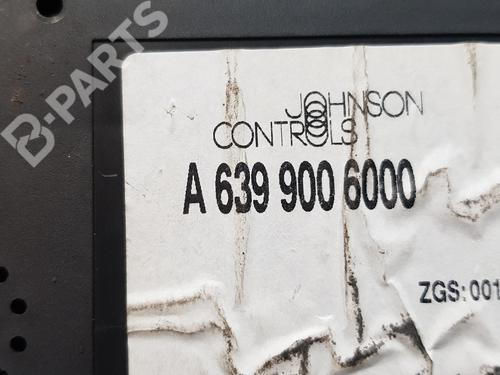 B-PARTS
JOHNSON
CONTROLS
A 639 900 6000
ZGS: 001